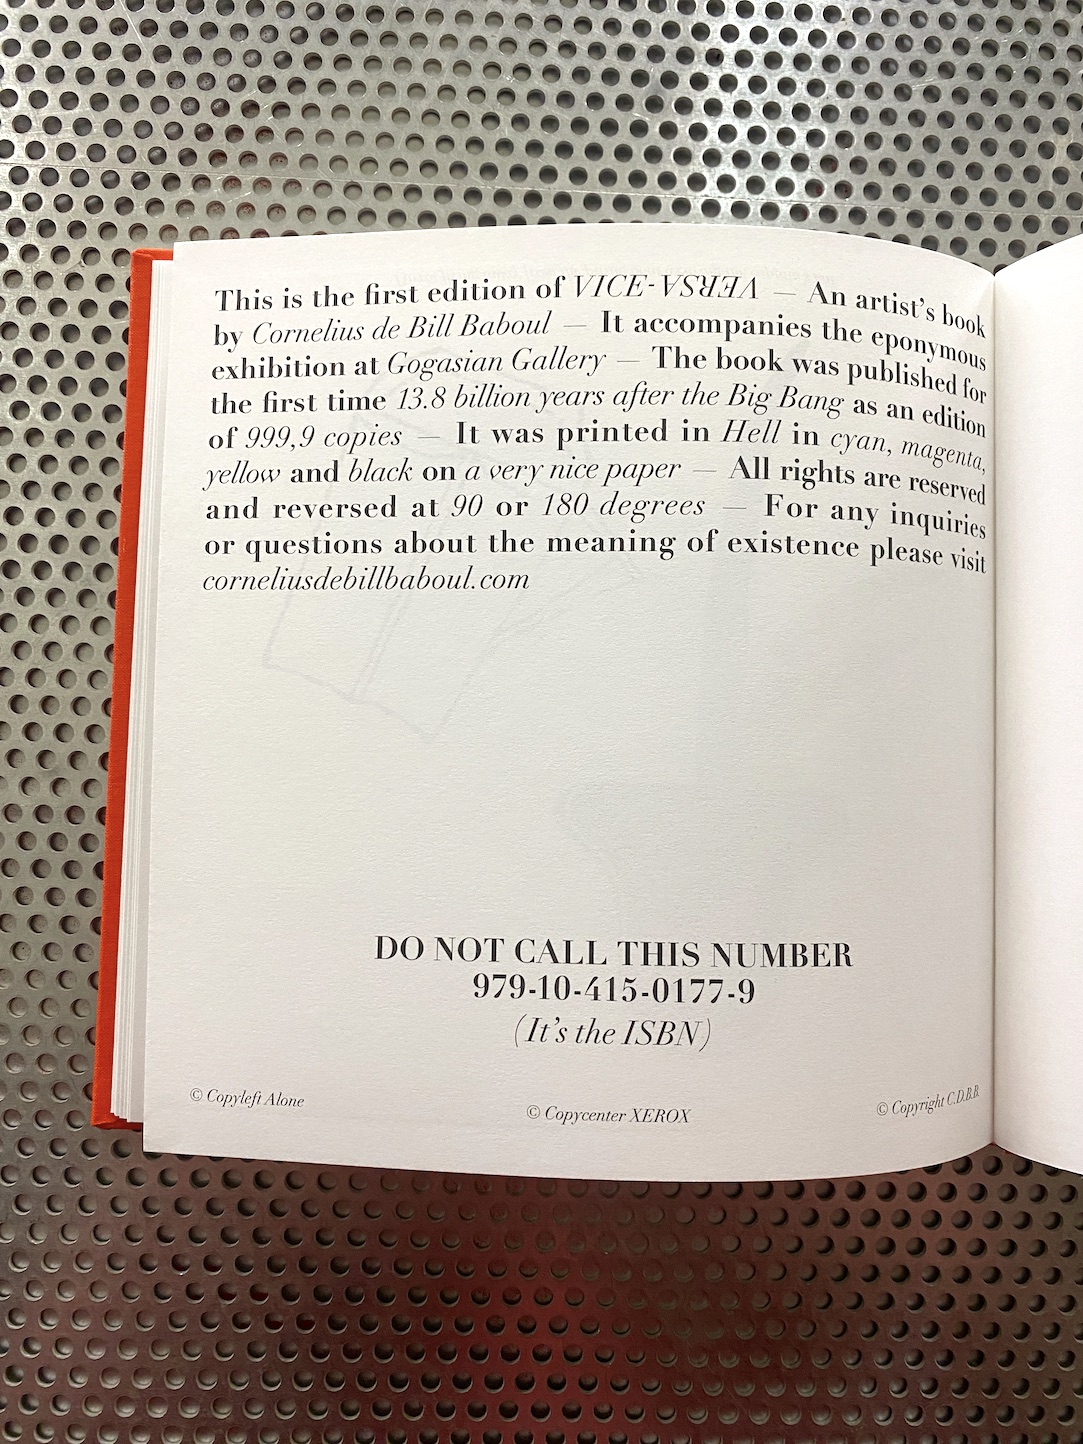 This is the first edition of VICE-VERSA — An artist's book
by Cornelius de Bill Baboul — It accompanies the eponymous
exhibition at Gogasian Gallery — The book was published for
the first time 13.8 billion years after the Big Bang as an edition
of 999,9 copies — It was printed in Hell in cyan, magenta,
yellow and black on a very nice paper — All rights are reserved
and reversed at 90 or 180 degrees — For any inquiries
or questions about the meaning of existence please visit
corneliusdebillbaboul.com
DO NOT CALL THIS NUMBER
979-10-415-0177-9
(It's the ISBN)
© Copyleft Alone
© Copycenter XEROX
© Copyright C.D.B.B.